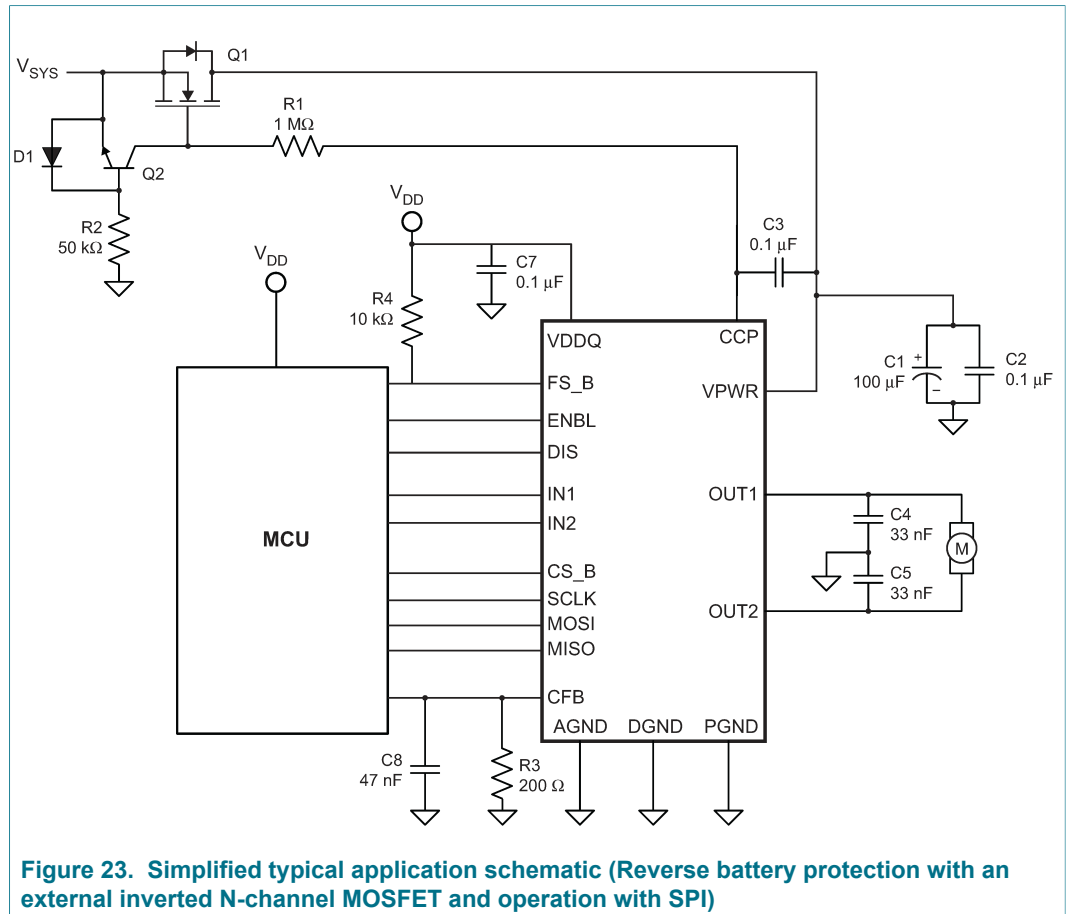 Q1
VSYS
R1
1 MΩ
D1
Q2
VDD
R2
50 kΩ
C3
0.1 µF
VDD
C7
0.1 µF
R4
10 kΩ
VDDQ
CCP
C1
100 µF
+
−
C2
0.1 µF
FS_B
VPWR
ENBL
DIS
IN1
OUT1
IN2
C4
33 nF
MCU
M
CS_B
C5
33 nF
SCLK
OUT2
MOSI
MISO
CFB
AGND
DGND
PGND
C8
47 nF
R3
200 Ω
Figure 23. Simplified typical application schematic (Reverse battery protection with an
external inverted N-channel MOSFET and operation with SPI)